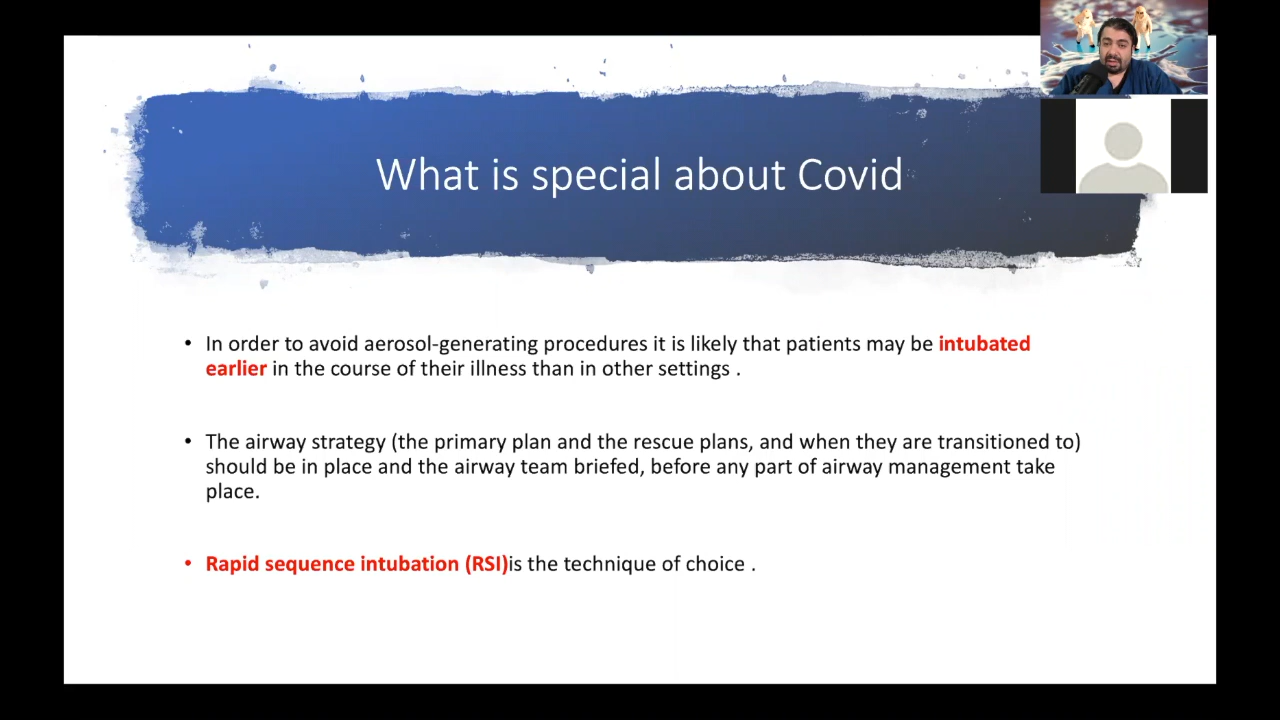 What is special about Covid
• In order to avoid aerosol-generating procedures it is likely that patients may be intubated
earlier in the course of their illness than in other settings .
• The airway strategy (the primary plan and the rescue plans, and when they are transitioned to)
should be in place and the airway team briefed, before any part of airway management take
place.
• Rapid sequence intubation (RSI)is the technique of choice .